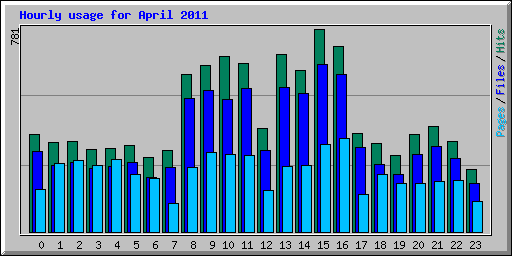 Hourly usage for April 2011
781
Pages / Files / Hits
0 1 2 3 4 5 6 7 8 9 10 11 12 13 14 15 16 17 18 19 20 21 22 23